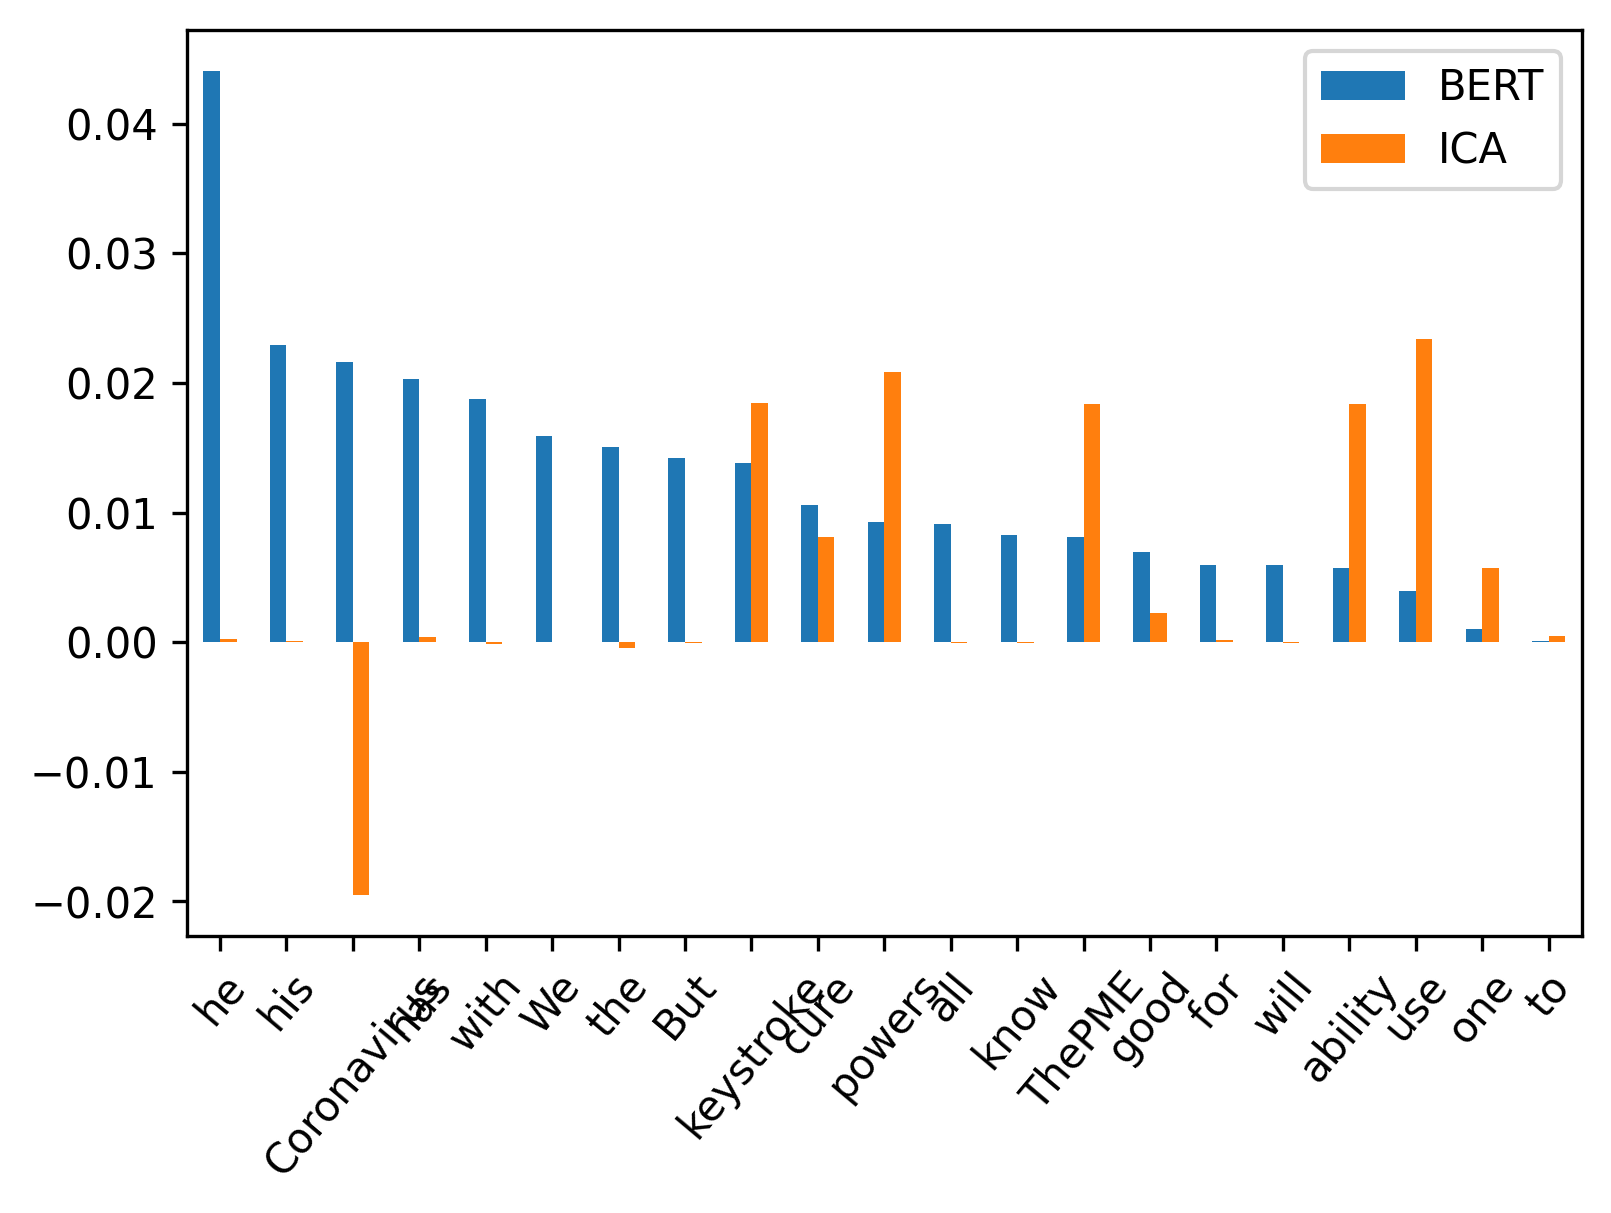 BERT
ICA
0.04
0.03
0.02
0.01
0.00
−0.01
−0.02
he
his
Coronavirus
has
with
We
the
But
keystroke
cure
powers
all
know
ThePME
good
for
will
ability
use
one
to